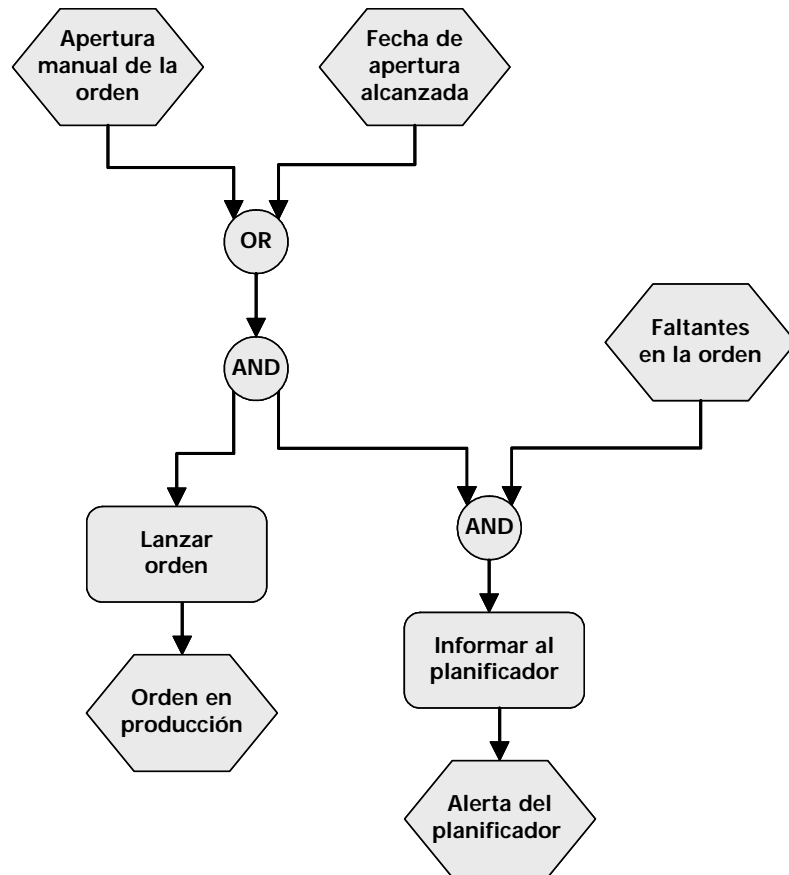 Apertura
manual de la
orden
Fecha de
apertura
alcanzada
OR
AND
Faltantes
en la orden
Lanzar
orden
AND
Orden en
producción
Informar al
planificador
Alerta del
planificador